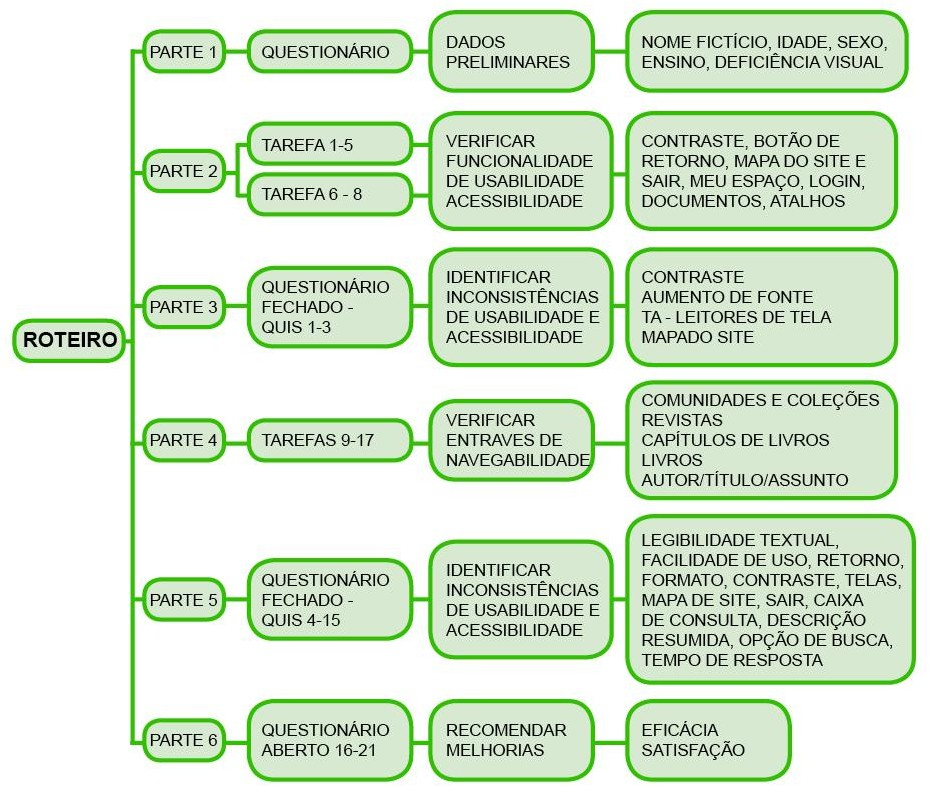 ROTEIRO
PARTE 1
QUESTIONÁRIO
DADOS
PRELIMINARES
NOME FICTÍCIO, IDADE, SEXO,
ENSINO, DEFICIÊNCIA VISUAL
PARTE 2
TAREFA 1-5
TAREFA 6 - 8
VERIFICAR
FUNCIONALIDADE
DE USABILIDADE
ACESSIBILIDADE
CONTRASTE, BOTÃO DE
RETORNO, MAPA DO SITE E
SAIR, MEU ESPAÇO, LOGIN,
DOCUMENTOS, ATALHOS
PARTE 3
QUESTIONÁRIO
FECHADO -
QUIS 1-3
IDENTIFICAR
INCONSISTÊNCIAS
DE USABILIDADE E
ACESSIBILIDADE
CONTRASTE
AUMENTO DE FONTE
TA - LEITORES DE TELA
MAPADO SITE
PARTE 4
TAREFAS 9-17
VERIFICAR
ENTRAVES DE
NAVEGABILIDADE
COMUNIDADES E COLEÇÕES
REVISTAS
CAPÍTULOS DE LIVROS
LIVROS
AUTOR/TÍTULO/ASSUNTO
PARTE 5
QUESTIONÁRIO
FECHADO -
QUIS 4-15
IDENTIFICAR
INCONSISTÊNCIAS
DE USABILIDADE E
ACESSIBILIDADE
LEGIBILIDADE TEXTUAL,
FACILIDADE DE USO, RETORNO,
FORMATO, CONTRASTE, TELAS,
MAPA DE SITE, SAIR, CAIXA
DE CONSULTA, DESCRIÇÃO
RESUMIDA, OPÇÃO DE BUSCA,
TEMPO DE RESPOSTA
PARTE 6
QUESTIONÁRIO
ABERTO 16-21
RECOMENDAR
MELHORIAS
EFICÁCIA
SATISFAÇÃO